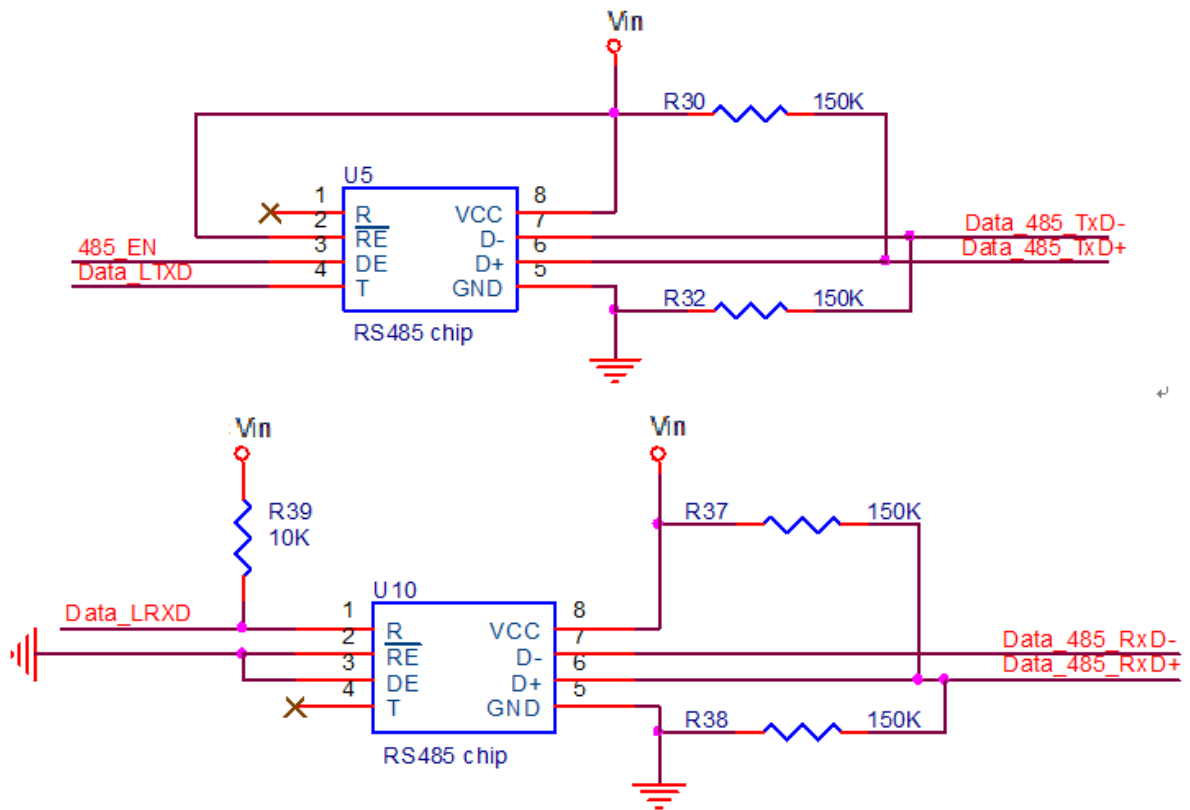 Vin
R30 150K
U5
1 8
R VCC
2 7
RE D- Data_485_TxD-
485_EN 3 6
DE D+ Data_485_TxD+
Data_LTXD 4 5
T GND
R32 150K
RS485 chip
Vin Vin
R39 R37 150K
10K
U10
Data_LRXD 1 8
R VCC
2 7
RE D- Data_485_RxD-
3 6
DE D+ Data_485_RxD+
4 5
T GND
R38 150K
RS485 chip